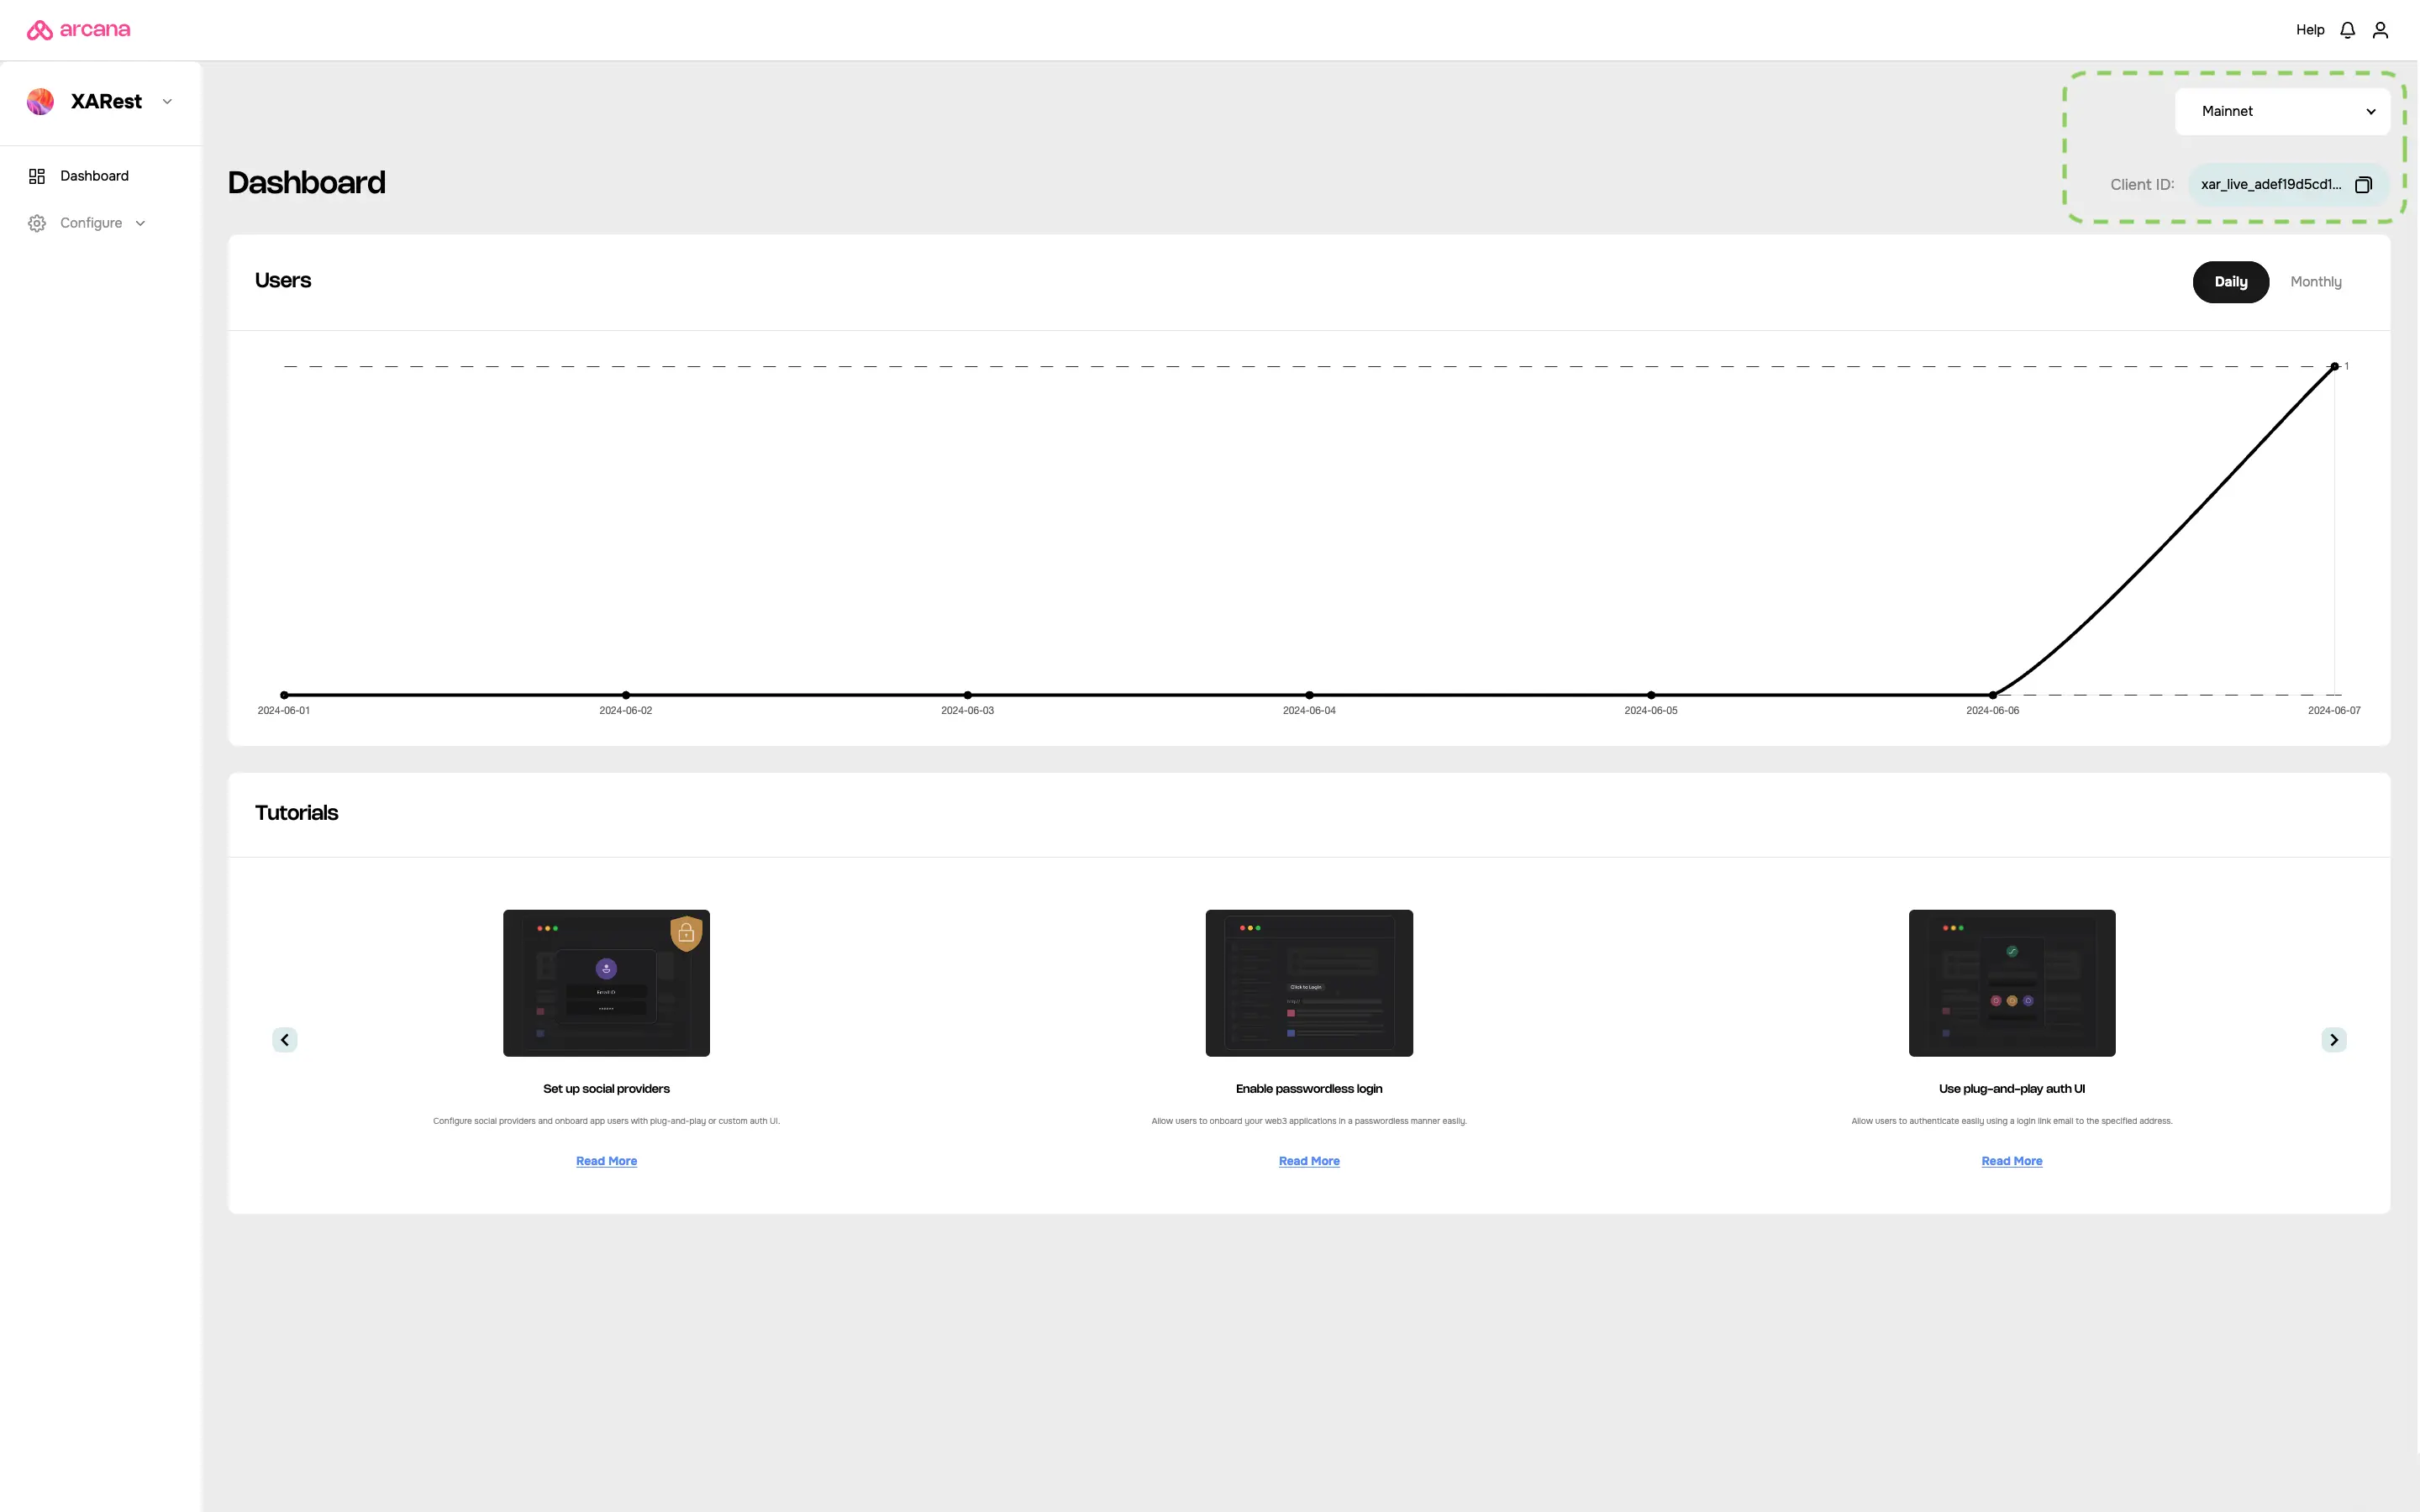 arcana
Help
XARest
Mainnet
Dashboard
Configure
Dashboard
Client ID: xar_live_adef19d5cd1...
Users
Daily
Monthly
1
2024-06-01
2024-06-02
2024-06-03
2024-06-04
2024-06-05
2024-06-06
2024-06-07
Tutorials
Click to Login
Set up social providers
Enable passwordless login
Use plug-and-play auth UI
Configure social providers and onboard app users with plug-and-play or custom auth UI.
Allow users to onboard your web3 applications in a passwordless manner easily.
Allow users to authenticate easily using a login link email to the specified address.
Read More
Read More
Read More